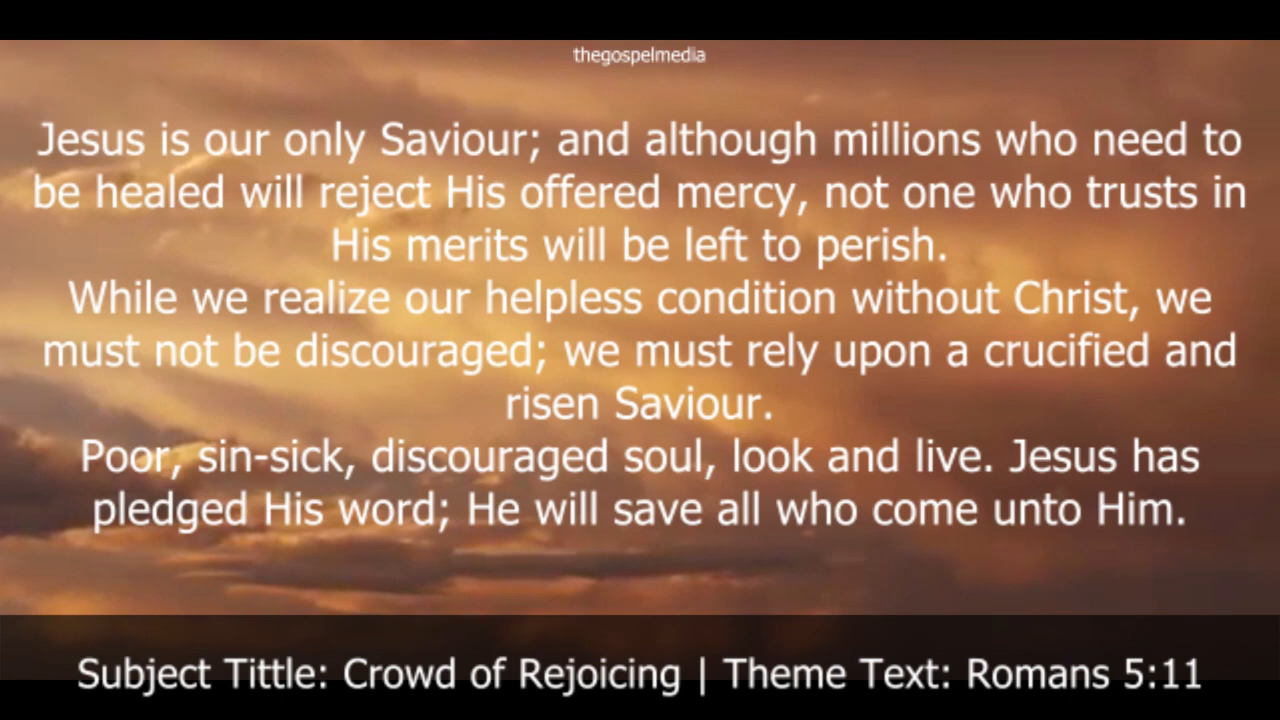 thegospelmedia
Jesus is our only Saviour; and although millions who need to
be healed will reject His offered mercy, not one who trusts in
His merits will be left to perish.
While we realize our helpless condition without Christ, we
must not be discouraged; we must rely upon a crucified and
risen Saviour.
Poor, sin-sick, discouraged soul, look and live. Jesus has
pledged His word; He will save all who come unto Him.
Subject Tittle: Crowd of Rejoicing | Theme Text: Romans 5:11